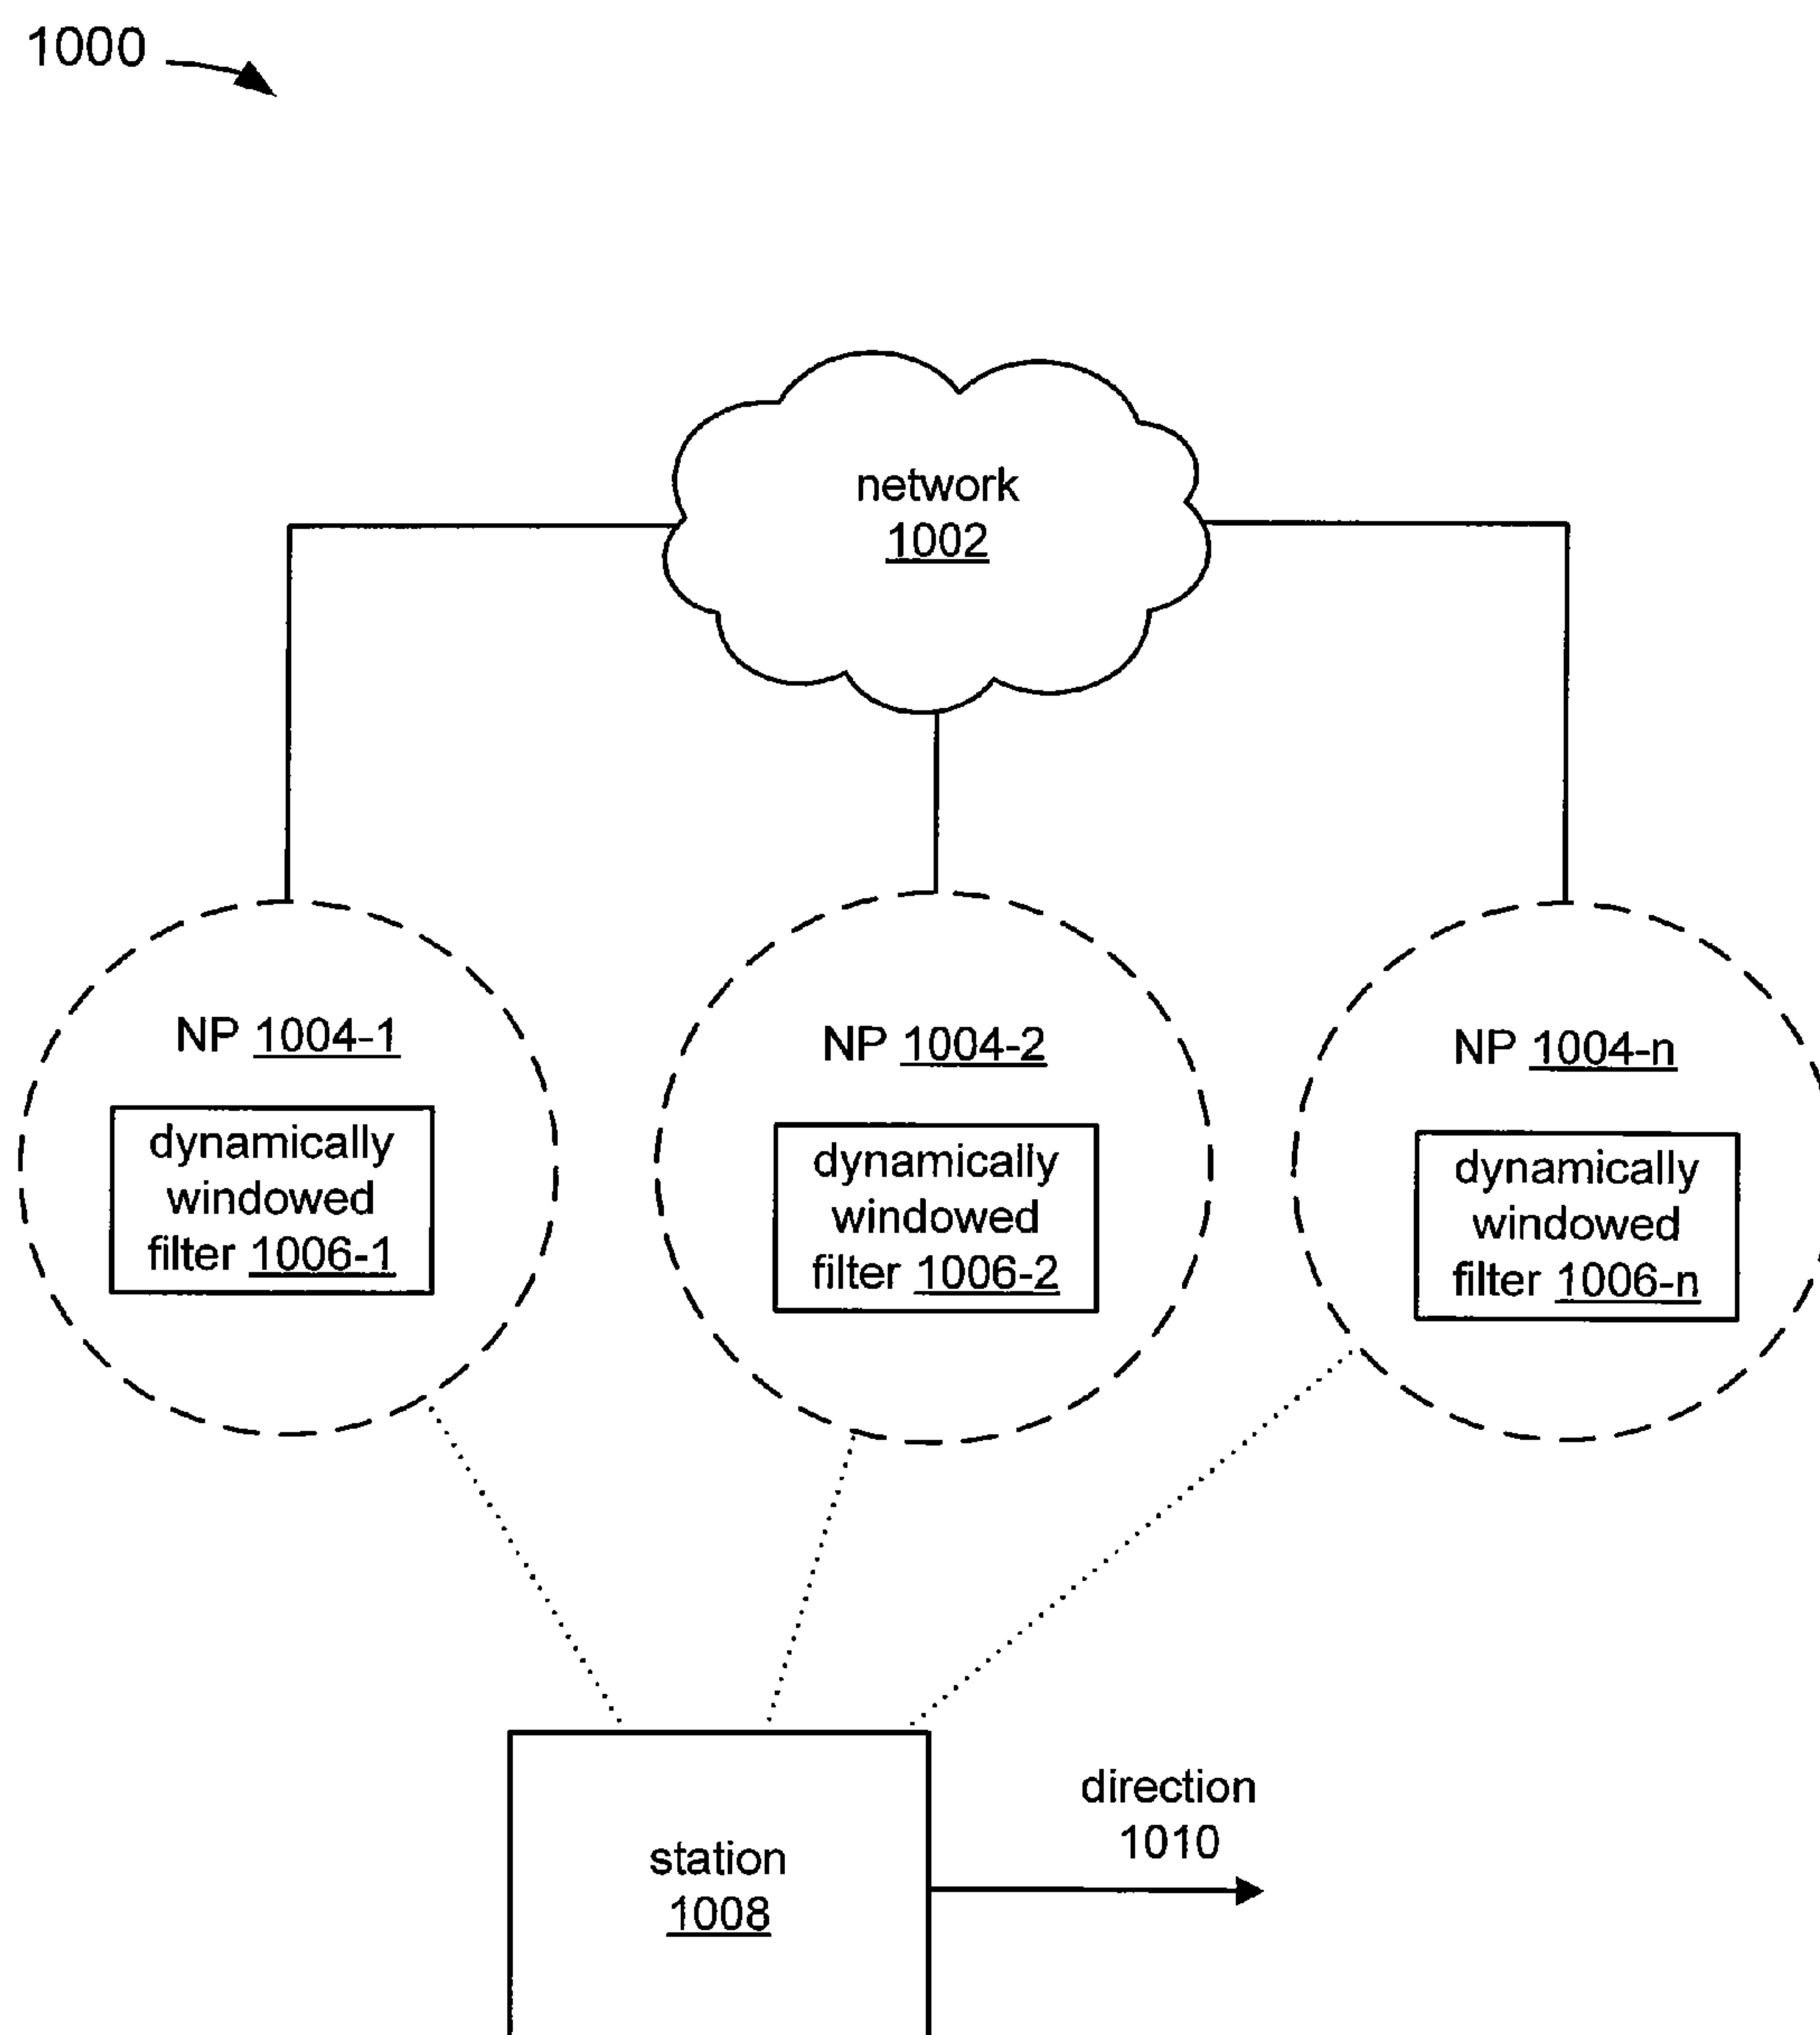 1000
network
1002
NP 1004-1
dynamically
windowed
filter 1006-1
NP 1004-2
dynamically
windowed
filter 1006-2
NP 1004-n
dynamically
windowed
filter 1006-n
direction
1010
station
1008